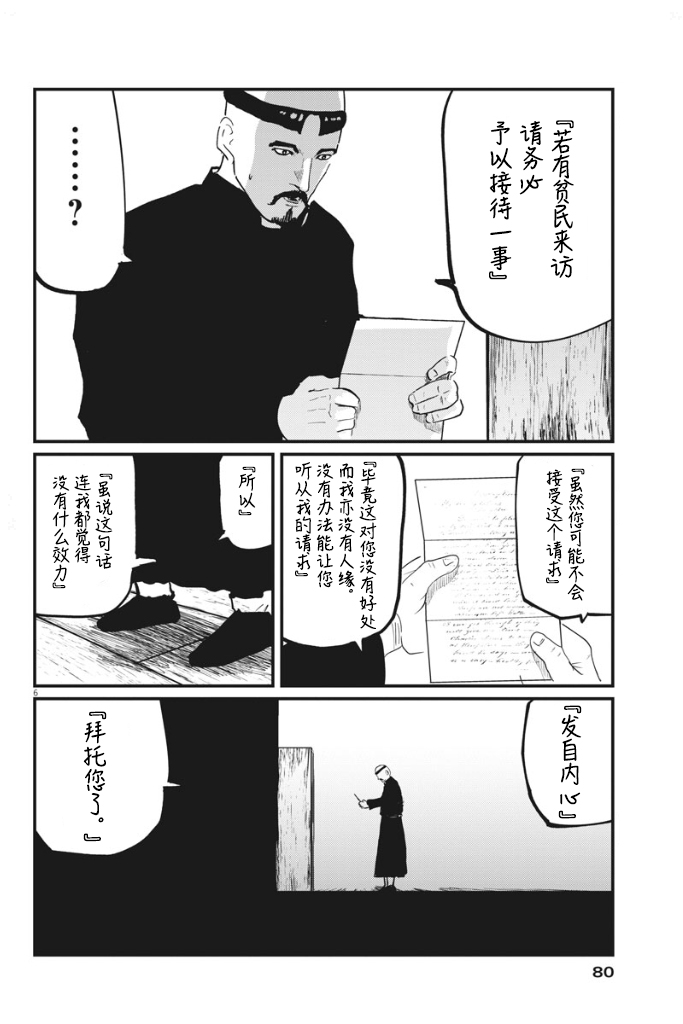 『若有贫民来访
请务必
予以接待一事』
……?
『虽然您可能不会
接受这个请求』
『毕竟这对您没有好处
而我亦没有人缘。
没有办法能让您
听从我的请求』
『所以』
『虽说这句话
连我都觉得
没有什么效力』
6
『发自内心』
『拜托您了。』
80